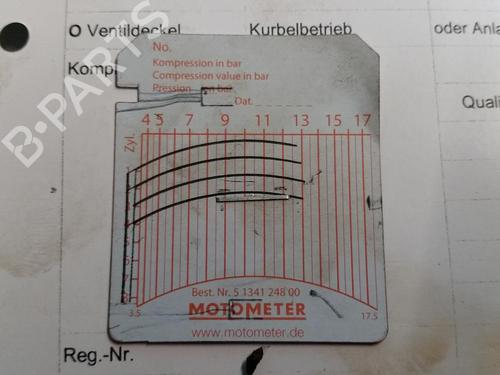 O Ventildeckel Kurbelbetrieb oder Anla
No.
Komp
Kompression in bar
Compression value in bar
Pression in bar
Dat.
Quali
4 5 7 9 11 13 15 17
Zyl.
3.5 17.5
Best. Nr. 5 1341 248 00
MOTOMETER
www.motometer.de
Reg.-Nr.
B-PARTS